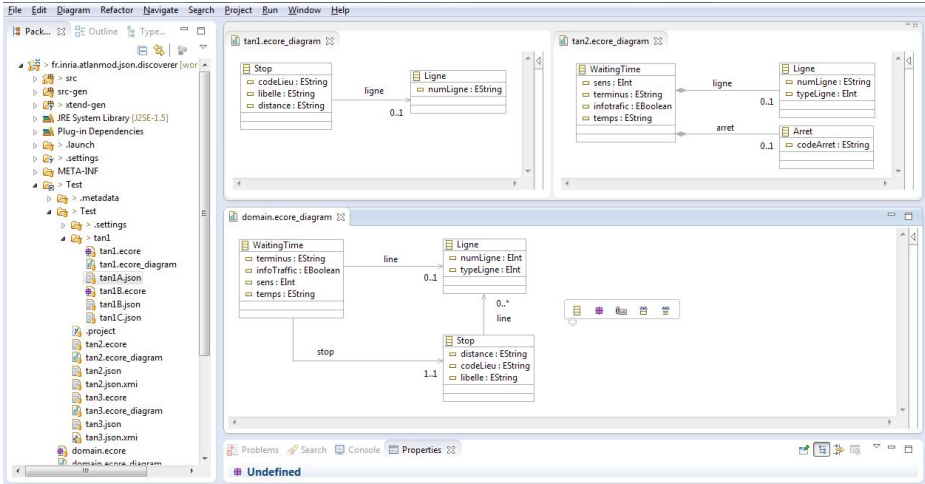 File Edit Diagram Refactor Navigate Search Project Run Window Help
Pack... Outline Type...
> fr.inria.atlanmod.json.discoverer [wor
> src
src-gen
> xtend-gen
JRE System Library [J2SE-1.5]
Plug-in Dependencies
> .launch
> .settings
META-INF
> Test
> .metadata
> Test
> .settings
> tan1
tan1.ecore
tan1.ecore_diagram
tan1A.json
tan1B.ecore
tan1B.json
tan1C.json
.project
tan2.ecore
tan2.ecore_diagram
tan2.json
tan2.json.xmi
tan3.ecore
tan3.ecore_diagram
tan3.json
tan3.json.xmi
domain.ecore
domain.ecore_diagram
tan1.ecore_diagram
Stop
codeLieu : EString
libelle : EString
distance : EString
ligne
0..1
Ligne
numLigne : EString
tan2.ecore_diagram
WaitingTime
sens : EInt
terminus : EString
infotrafic : EBoolean
temps : EString
ligne
0..1
arret
0..1
Ligne
numLigne : EString
typeLigne : EInt
Arret
codeArret : EString
domain.ecore_diagram
WaitingTime
terminus : EString
infoTraffic : EBoolean
sens : EInt
temps : EString
line
0..1
Ligne
numLigne : EInt
typeLigne : EInt
0..*
line
stop
1..1
Stop
distance : EString
codeLieu : EString
libelle : EString
Problems Search Console Properties
Undefined